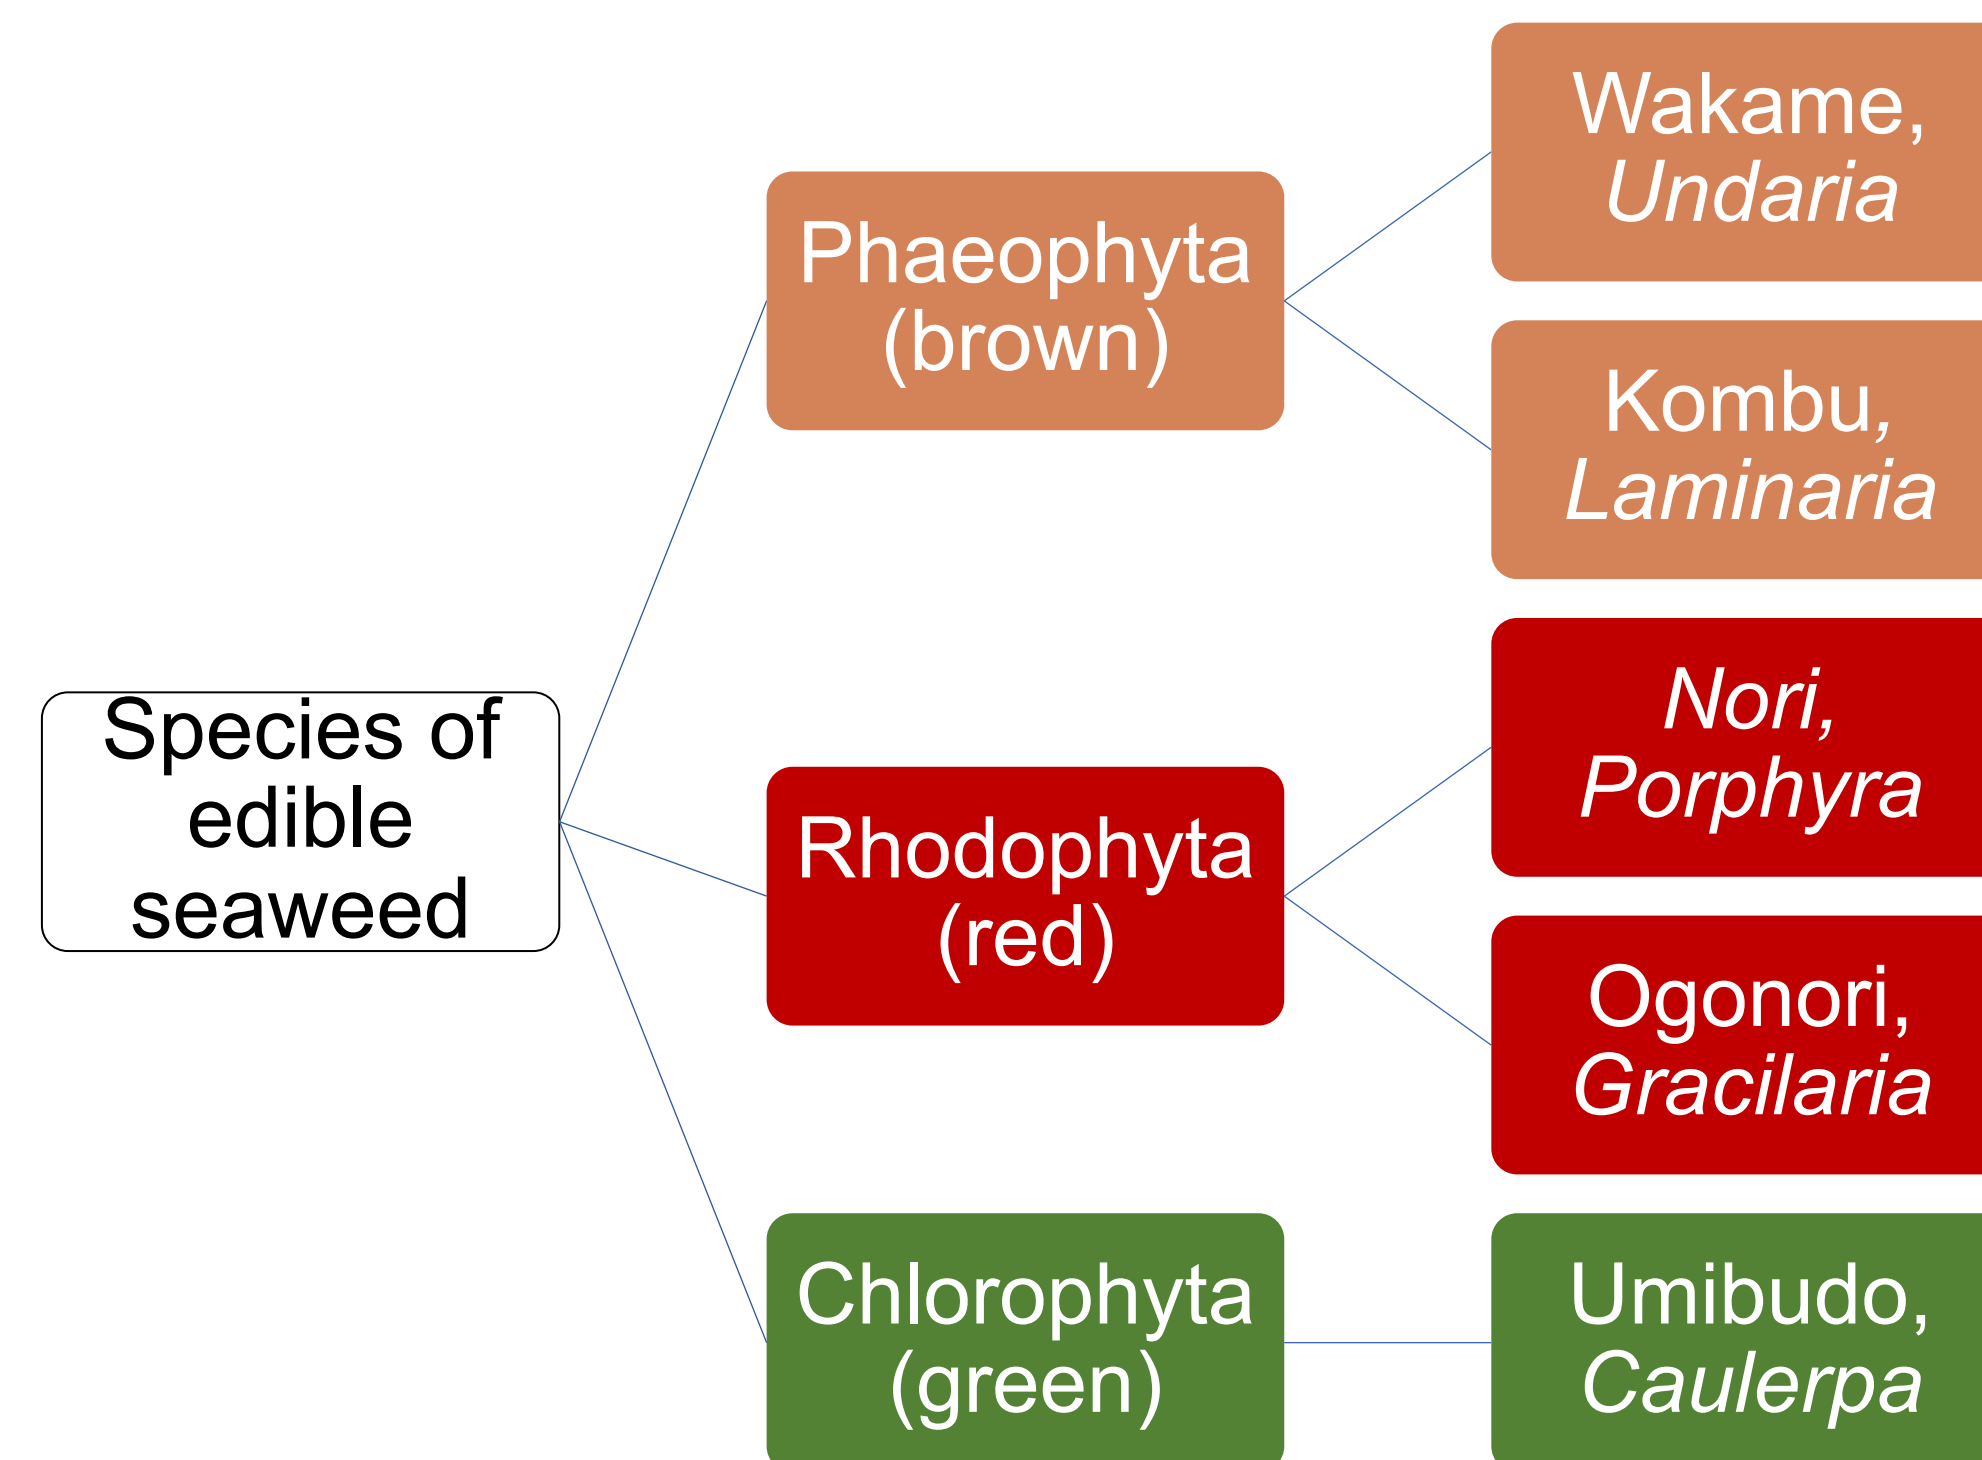 Species of
edible
seaweed
Phaeophyta
(brown)
Wakame,
Undaria
Kombu,
Laminaria
Rhodophyta
(red)
Nori,
Porphyra
Ogonori,
Gracilaria
Chlorophyta
(green)
Umibudo,
Caulerpa